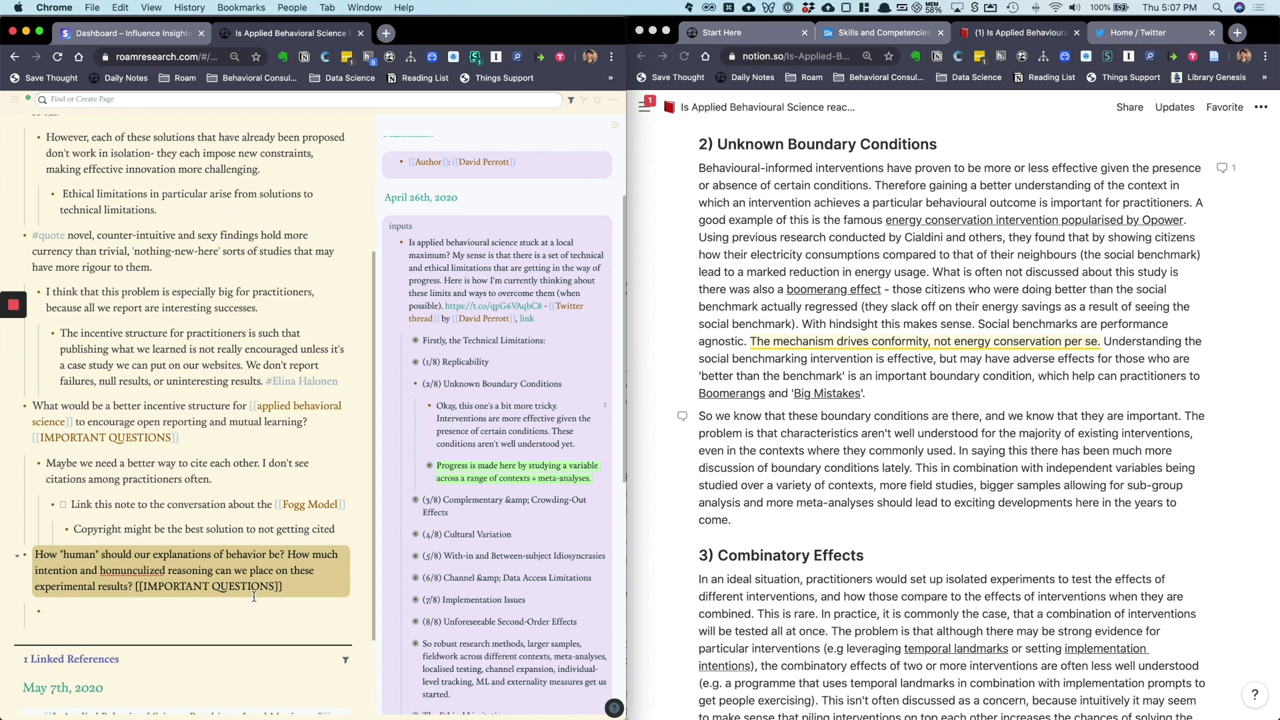 Chrome File Edit View History Bookmarks People Window Help
MEM 58% 100% Thu 5:07 PM
Dashboard – Influence Insights
Is Applied Behavioral Science
roamresearch.com/#/...
Save Thought Reading List Behavioral Consul... Data Science Reading List Things Support »
Find or Create Page
However, each of these solutions that have already been proposed
don't work in isolation- they each impose new constraints,
making effective innovation more challenging.
Ethical limitations in particular arise from solutions to
technical limitations.
#quote novel, counter-intuitive and sexy findings hold more
currency than trivial, 'nothing-new-here' sorts of studies that may
have more rigour to them.
I think that this problem is especially big for practitioners,
because all we report are interesting successes.
The incentive structure for practitioners is such that
publishing what we learned is not really encouraged unless it's
a case study we can put on our websites. We don't report
failures, null results, or uninteresting results. #Elina Halonen
What would be a better incentive structure for [[applied behavioral
science]] to encourage open reporting and mutual learning?
[[IMPORTANT QUESTIONS]]
Maybe we need a better way to cite each other. I don't see
citations among practitioners often.
Link this note to the conversation about the [[Fogg Model]]
Copyright might be the best solution to not getting cited
How "human" should our explanations of behavior be? How much
intention and homunculized reasoning can we place on these
experimental results? [[IMPORTANT QUESTIONS]]
1 Linked References
May 7th, 2020
[[Author]]: [[David Perrott]]
April 26th, 2020
inputs
Is applied behavioural science stuck at a local
maximum? My sense is that there is a set of technical
and ethical limitations that are getting in the way of
progress. Here is how I'm currently thinking about
these limits and ways to overcome them (when
possible). https://t.co/qpG6VAqbC8 - [[Twitter
thread]] by [[David Perrott]], link
Firstly, the Technical Limitations:
(1/8) Replicability
(2/8) Unknown Boundary Conditions
Okay, this one's a bit more tricky.
Interventions are more effective given the
presence of certain conditions. These
conditions aren't well understood yet.
Progress is made here by studying a variable
across a range of contexts + meta-analyses.
(3/8) Complementary &amp; Crowding-Out
Effects
(4/8) Cultural Variation
(5/8) With-in and Between-subject Idiosyncrasies
(6/8) Channel &amp; Data Access Limitations
(7/8) Implementation Issues
(8/8) Unforeseeable Second-Order Effects
So robust research methods, larger samples,
fieldwork across different contexts, meta-analyses,
localised testing, channel expansion, individual-
level tracking, ML and externality measures get us
started.
Start Here
Skills and Competencies
(1) Is Applied Behavioura
Home / Twitter
notion.so/Is-Applied-B...
Save Thought Behavioral Consul... Data Science Reading List Things Support Library Genesis
1
Is Applied Behavioural Science reac...
Share Updates Favorite •••
2) Unknown Boundary Conditions
Behavioural-informed interventions have proven to be more or less effective given the presence
or absence of certain conditions. Therefore gaining a better understanding of the context in
which an intervention achieves a particular behavioural outcome is important for practitioners. A
good example of this is the famous energy conservation intervention popularised by Opower.
Using previous research conducted by Cialdini and others, they found that by showing citizens
how their electricity consumptions compared to that of their neighbours (the social benchmark)
lead to a marked reduction in energy usage. What is often not discussed about this study is
there was also a boomerang effect - those citizens who were doing better than the social
benchmark actually regressed (they slack off on their energy savings as a result of seeing the
social benchmark). With hindsight this makes sense. Social benchmarks are performance
agnostic. The mechanism drives conformity, not energy conservation per se. Understanding the
social benchmarking intervention is effective, but may have adverse effects for those who are
'better than the benchmark' is an important boundary condition, which help can practitioners to
Boomerangs and 'Big Mistakes'.
1
So we know that these boundary conditions are there, and we know that they are important. The
problem is that characteristics aren't well understood for the majority of existing interventions,
even in the contexts where they commonly used. In saying this there has been much more
discussion of boundary conditions lately. This in combination with independent variables being
studied over a variety of contexts, more field studies, bigger samples allowing for sub-group
analysis and more meta-analyses should lead to exciting developments here in the years to
come.
3) Combinatory Effects
In an ideal situation, practitioners would set up isolated experiments to test the effects of
different interventions, and how those compare to the effects of interventions when they are
combined. This is rare. In practice, it is commonly the case, that a combination of interventions
will be tested all at once. The problem is that although there may be strong evidence for
particular interventions (e.g leveraging temporal landmarks or setting implementation
intentions), the combinatory effects of two or more interventions are often less well understood
(e.g. a programme that uses temporal landmarks in combination with implementation prompts to
get people exercising). This isn't often discussed as a concern, because intuitively it may seem
to make sense that piling interventions on top each other increases the chances of solving the